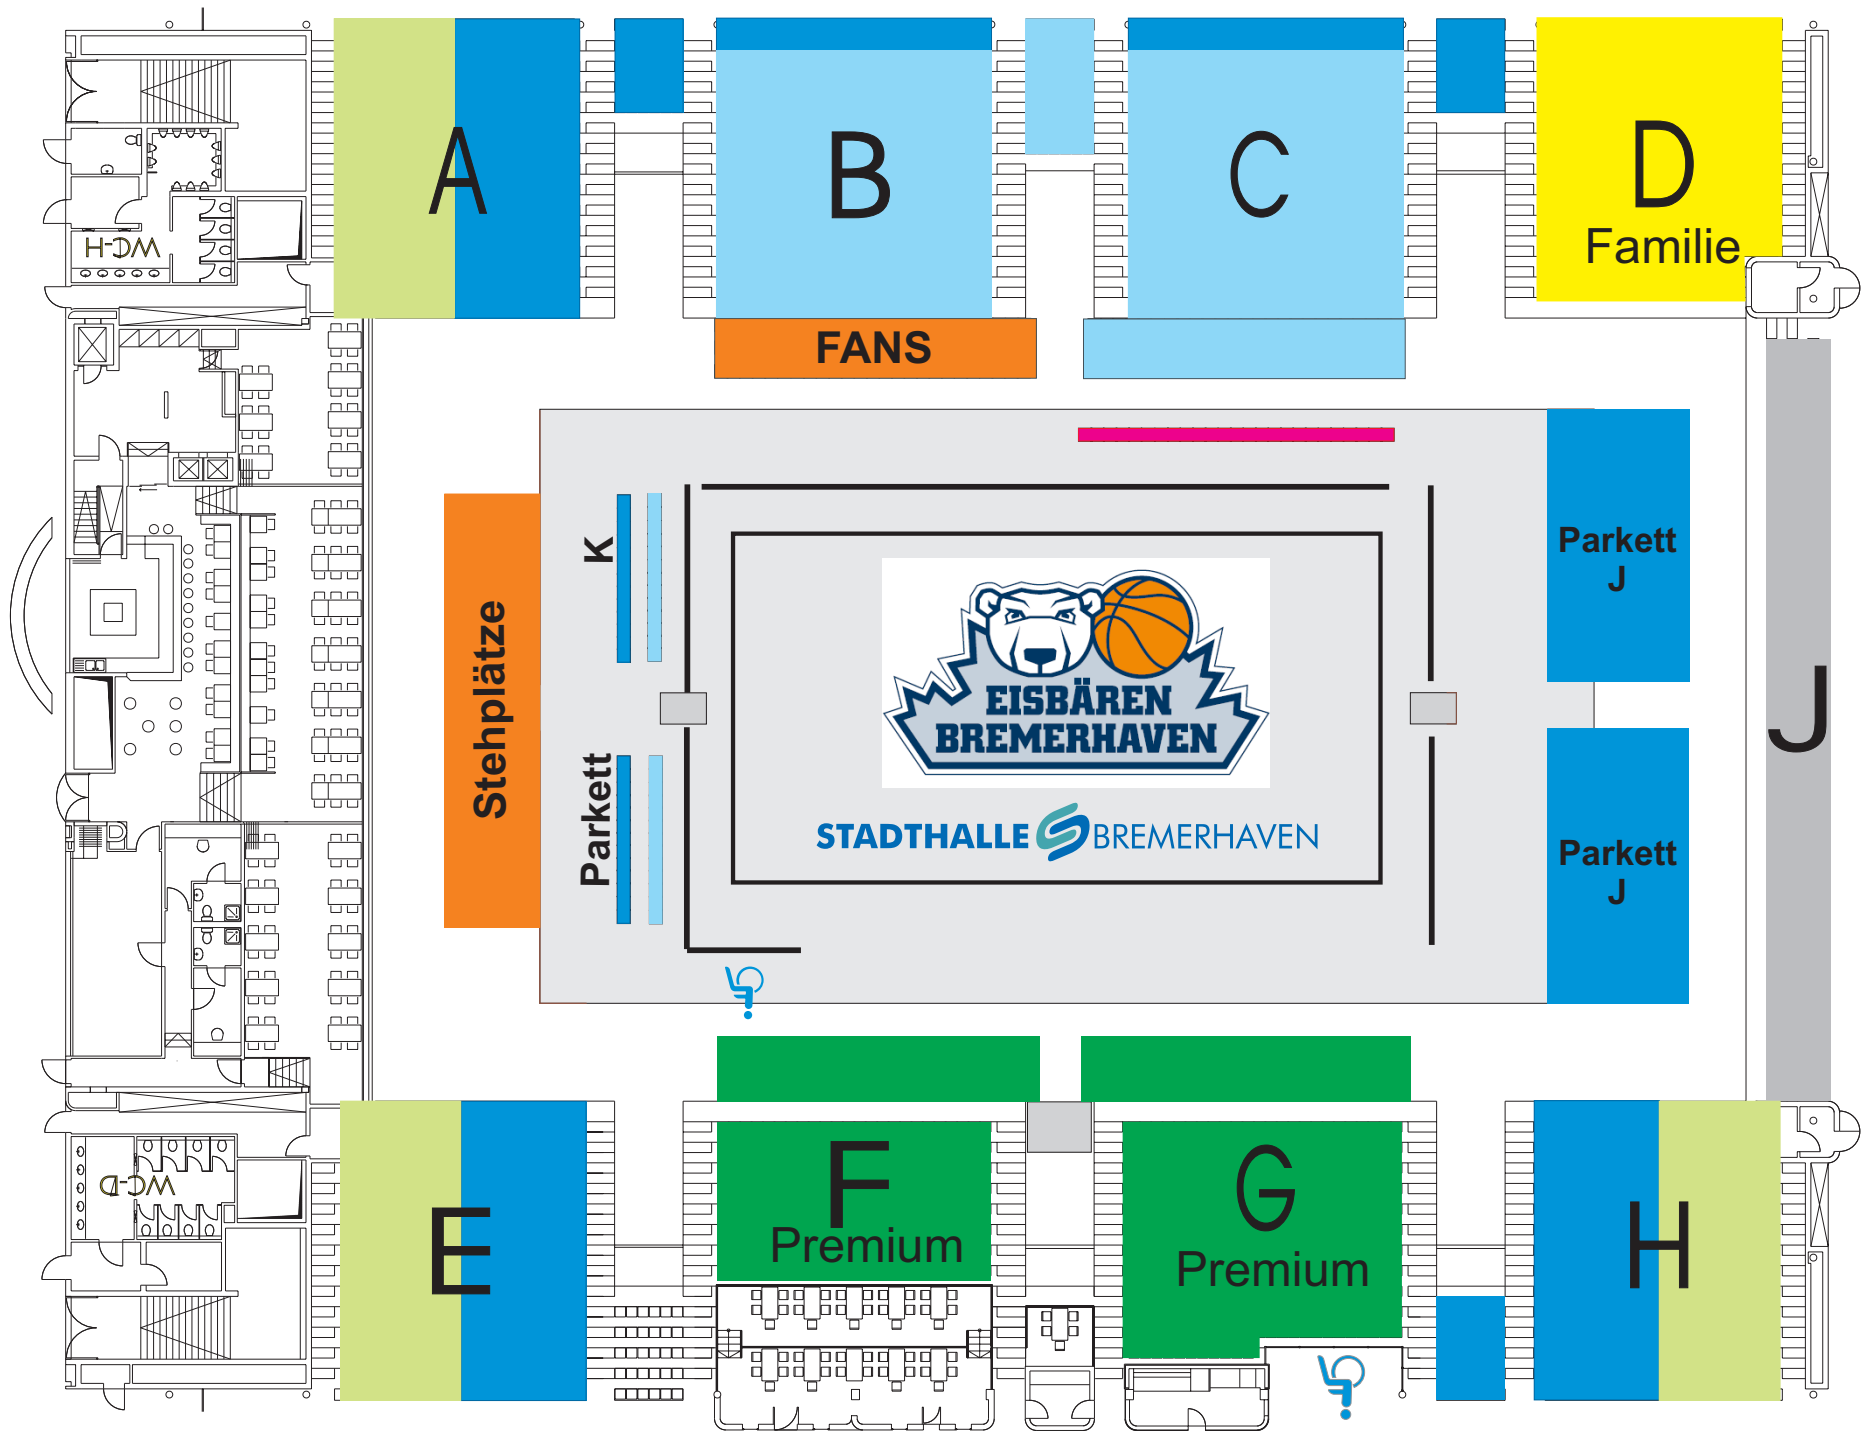 A
B
C
D
Familie
WC-H
FANS
K
Parkett
J
Stehplätze
EISBÄREN
BREMERHAVEN
J
STADTHALLE BREMERHAVEN
Parkett
Parkett
J
WC-D
E
F
Premium
G
Premium
H